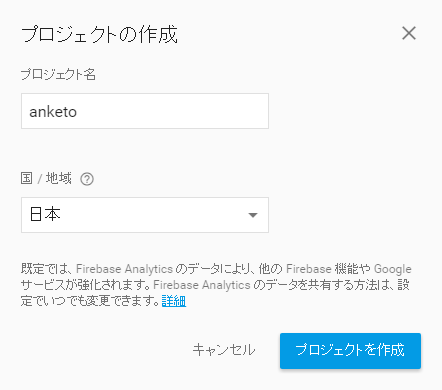 プロジェクトの作成
プロジェクト名
anketo
国 / 地域
日本
既定では、Firebase Analytics のデータにより、他の Firebase 機能や Google
サービスが強化されます。Firebase Analytics のデータを共有する方法は、設
定でいつでも変更できます。詳細
キャンセル
プロジェクトを作成